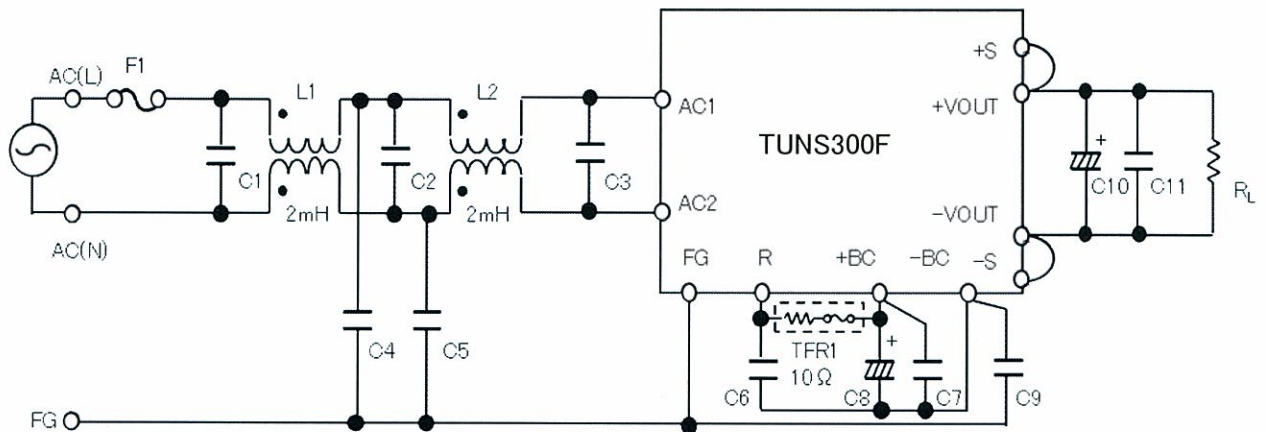 AC(L)
F1
C1
L1
2mH
C2
L2
2mH
C3
AC(N)
C4
C5
FG
AC1
AC2
TUNS300F
+S
+VOUT
-VOUT
-S
FG
R
+BC
-BC
TFR1
10Ω
C6
+
C8
C7
C9
+
C10
C11
RL